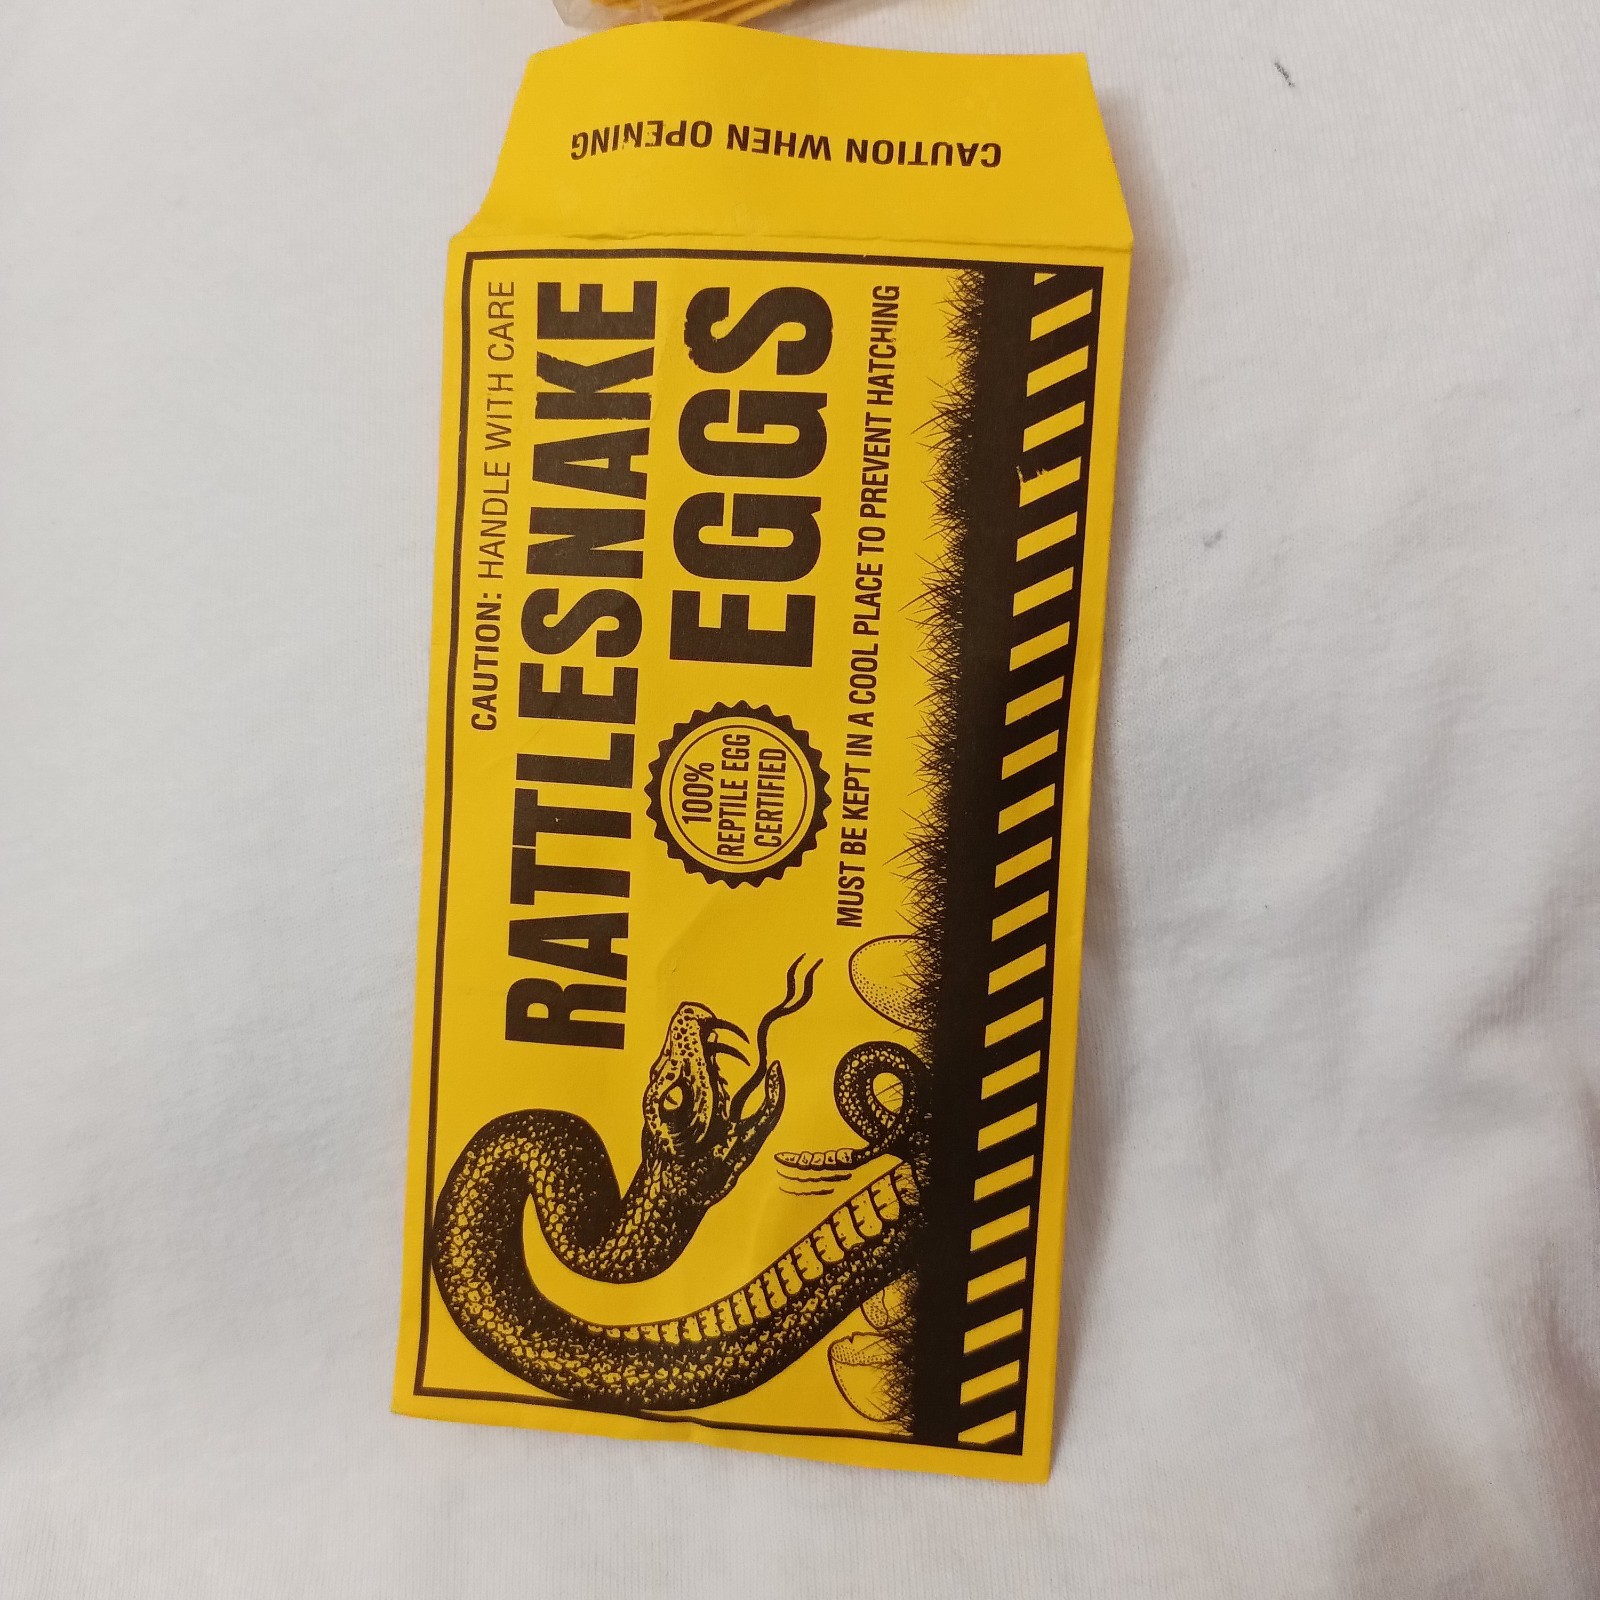 CAUTION WHEN OPENING
CAUTION: HANDLE WITH CARE
RATTLESNAKE
EGGS
100%
REPTILE EGG
CERTIFIED
MUST BE KEPT IN A COOL PLACE TO PREVENT HATCHING